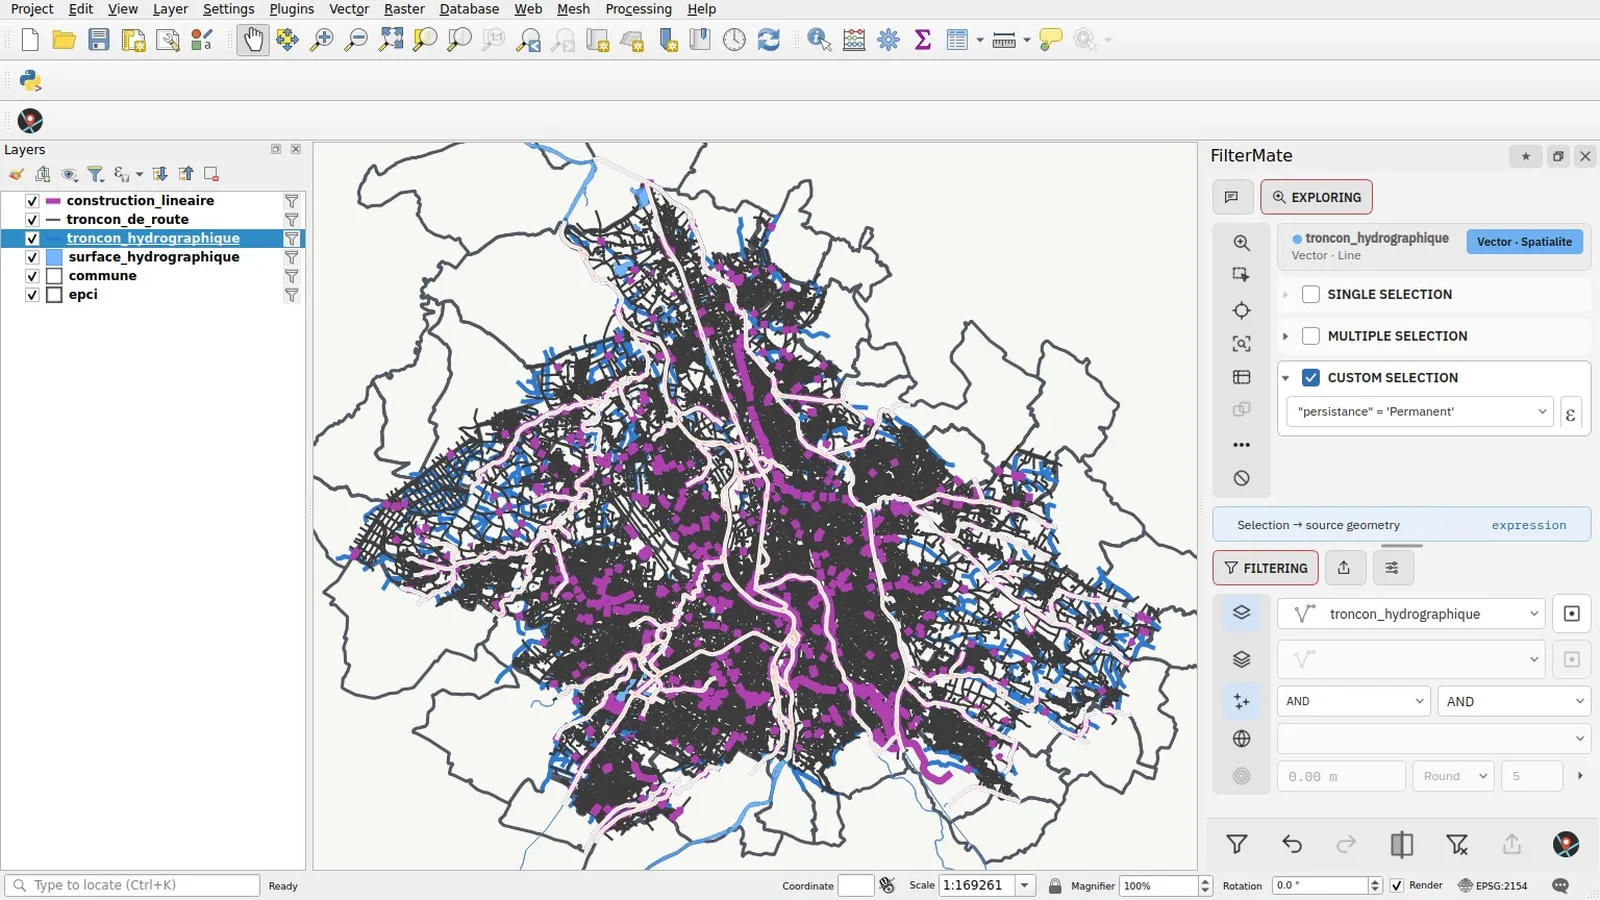 Project Edit View Layer Settings Plugins Vector Raster Database Web Mesh Processing Help
Layers
construction_lineaire
troncon_de_route
troncon_hydrographique
surface_hydrographique
commune
epci
FilterMate
EXPLORING
troncon_hydrographique
Vector · Line
Vector · Spatialite
SINGLE SELECTION
MULTIPLE SELECTION
CUSTOM SELECTION
"persistance" = 'Permanent'
ε
Selection → source geometry expression
FILTERING
troncon_hydrographique
AND AND
0.00 m Round 5
Type to locate (Ctrl+K) Ready Coordinate Scale 1:169261 Magnifier 100% Rotation 0.0 ° Render EPSG:2154